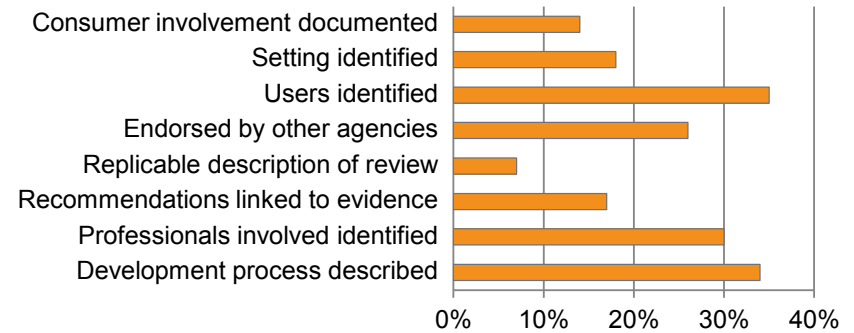 Consumer involvement documented
Setting identified
Users identified
Endorsed by other agencies
Replicable description of review
Recommendations linked to evidence
Professionals involved identified
Development process described
0% 10% 20% 30% 40%